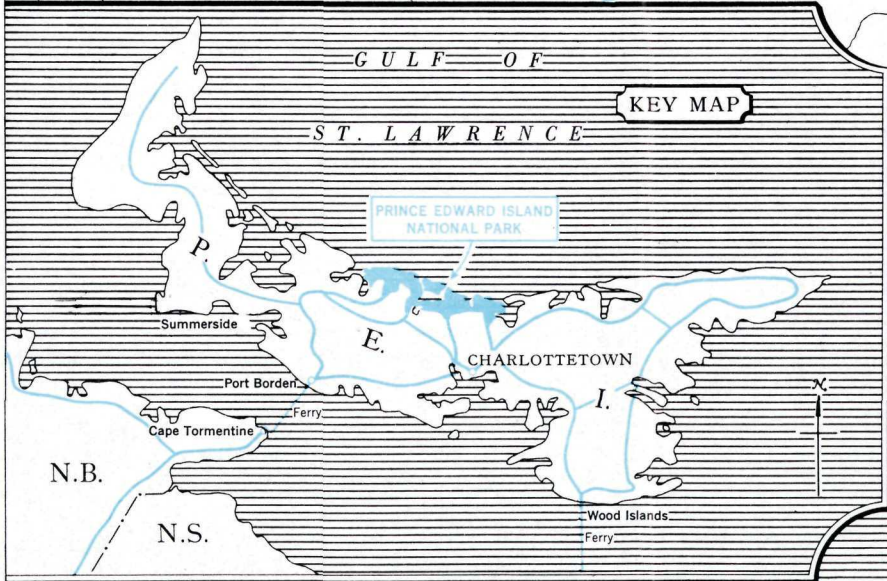 GULF OF
KEY MAP
ST. LAWRENCE
PRINCE EDWARD ISLAND
NATIONAL PARK
P.
Summerside
E.
CHARLOTTETOWN
Port Borden
I.
N.
Ferry
Cape Tormentine
N.B.
Wood Islands
N.S.
Ferry